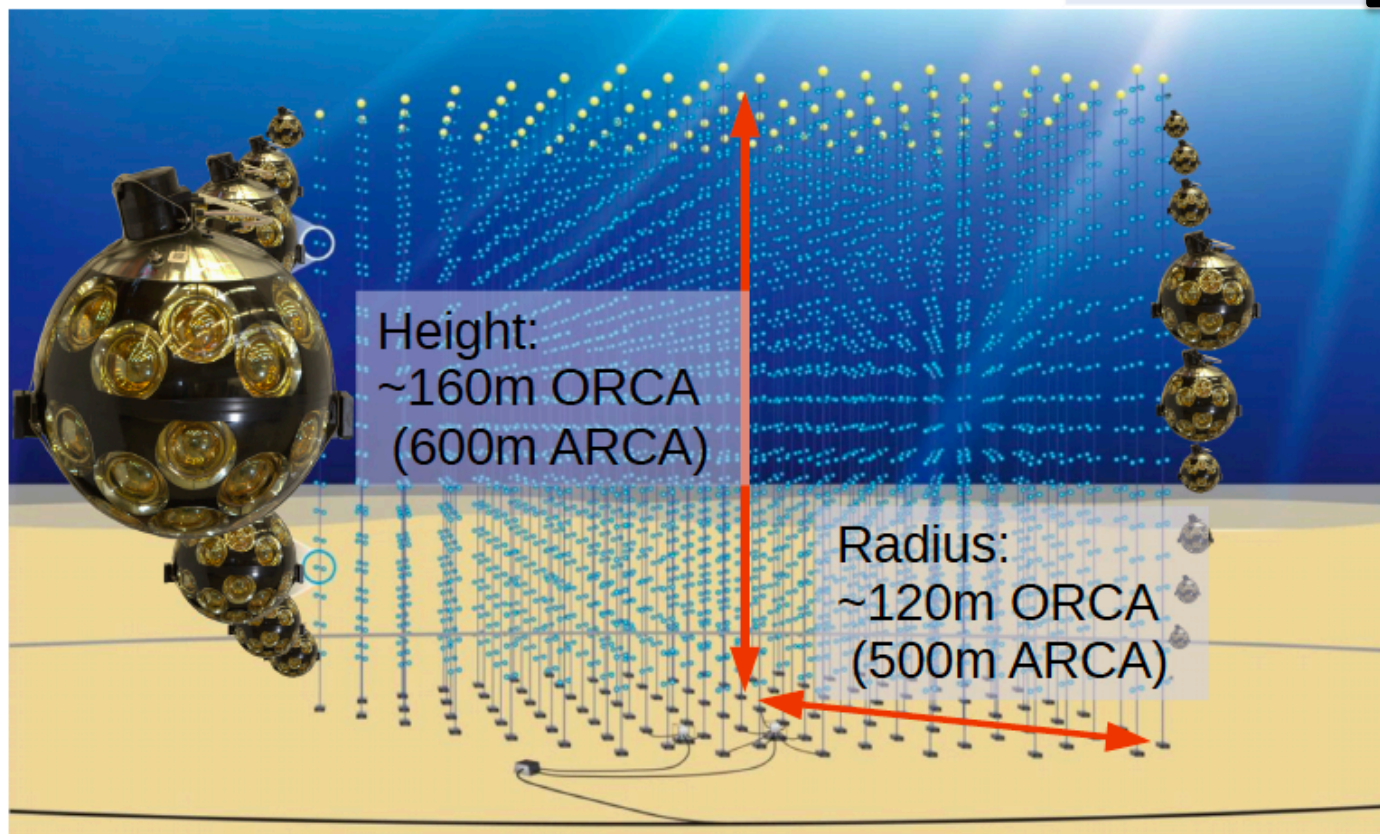 Height:
~160m ORCA
(600m ARCA)
Radius:
~120m ORCA
(500m ARCA)